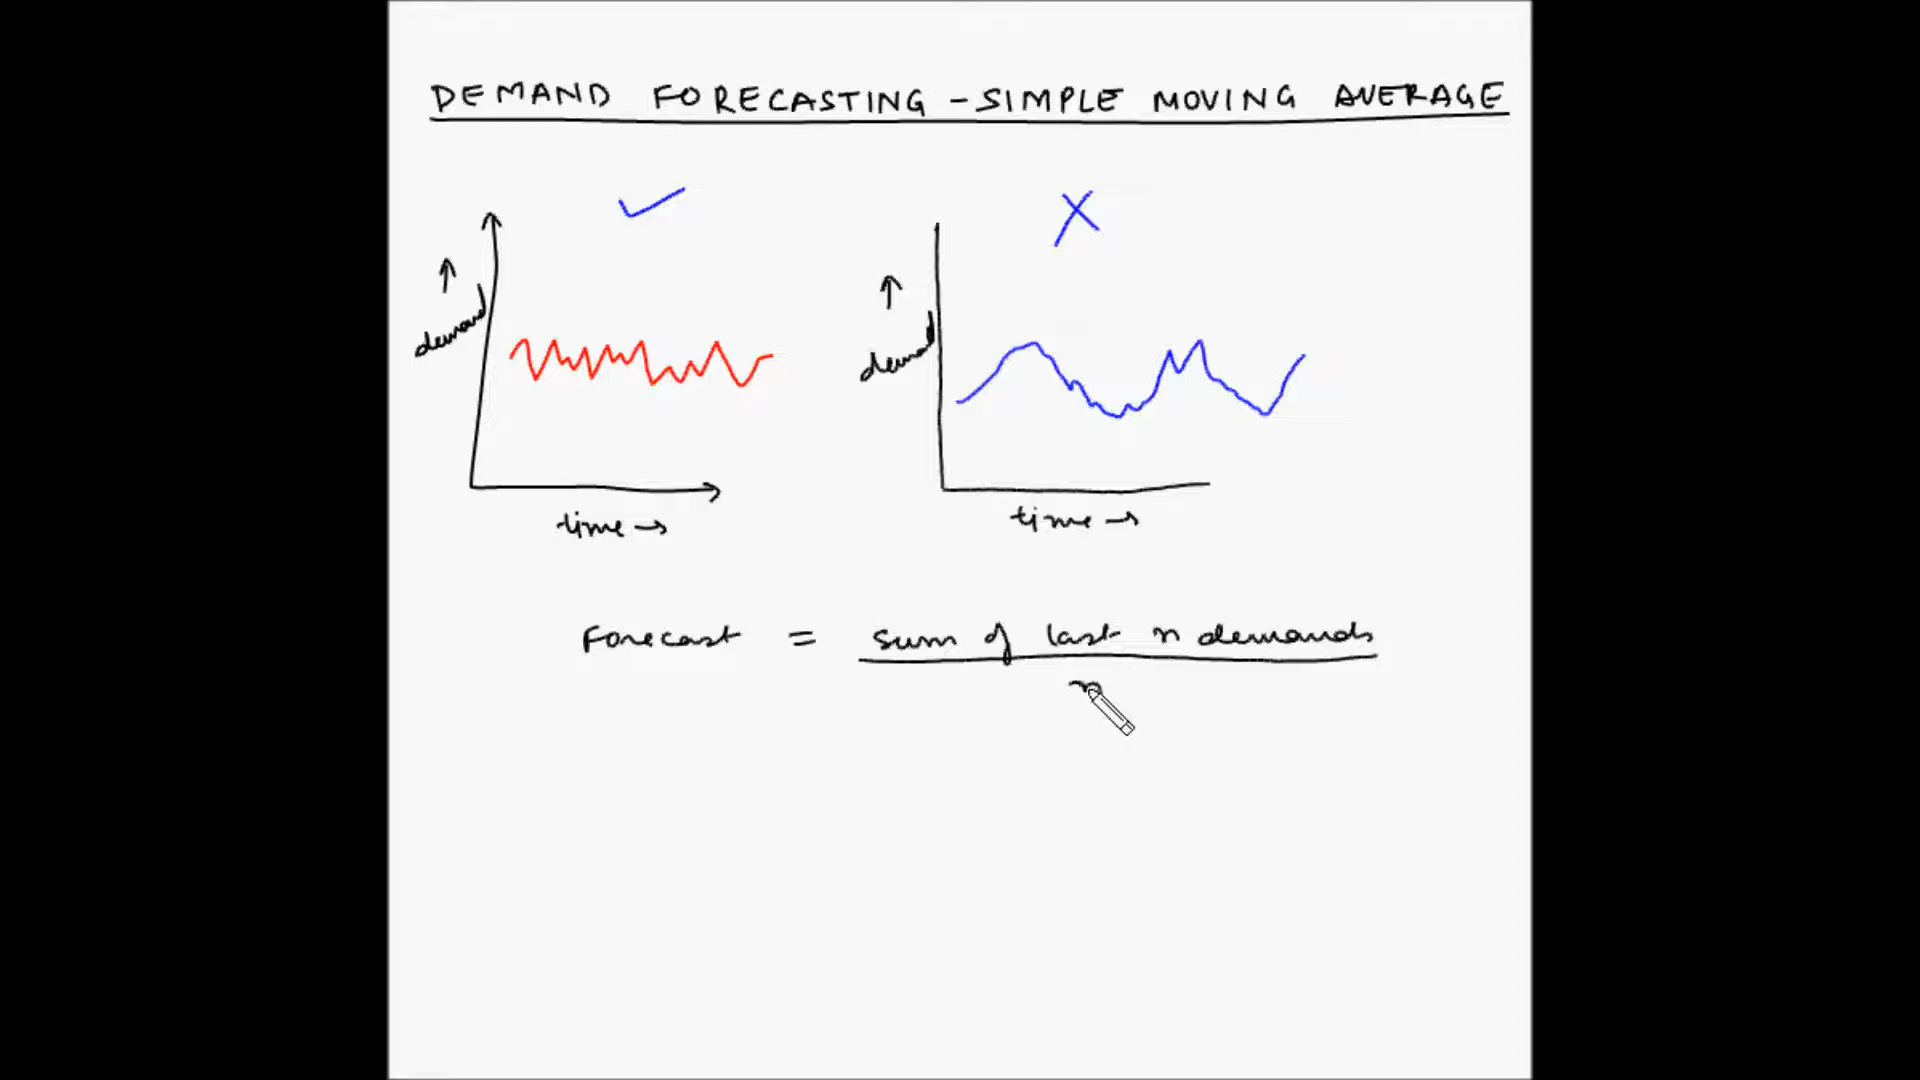 DEMAND FORECASTING - SIMPLE MOVING AVERAGE
demand
time
demand
time
Forecast = sum of last n demands
n